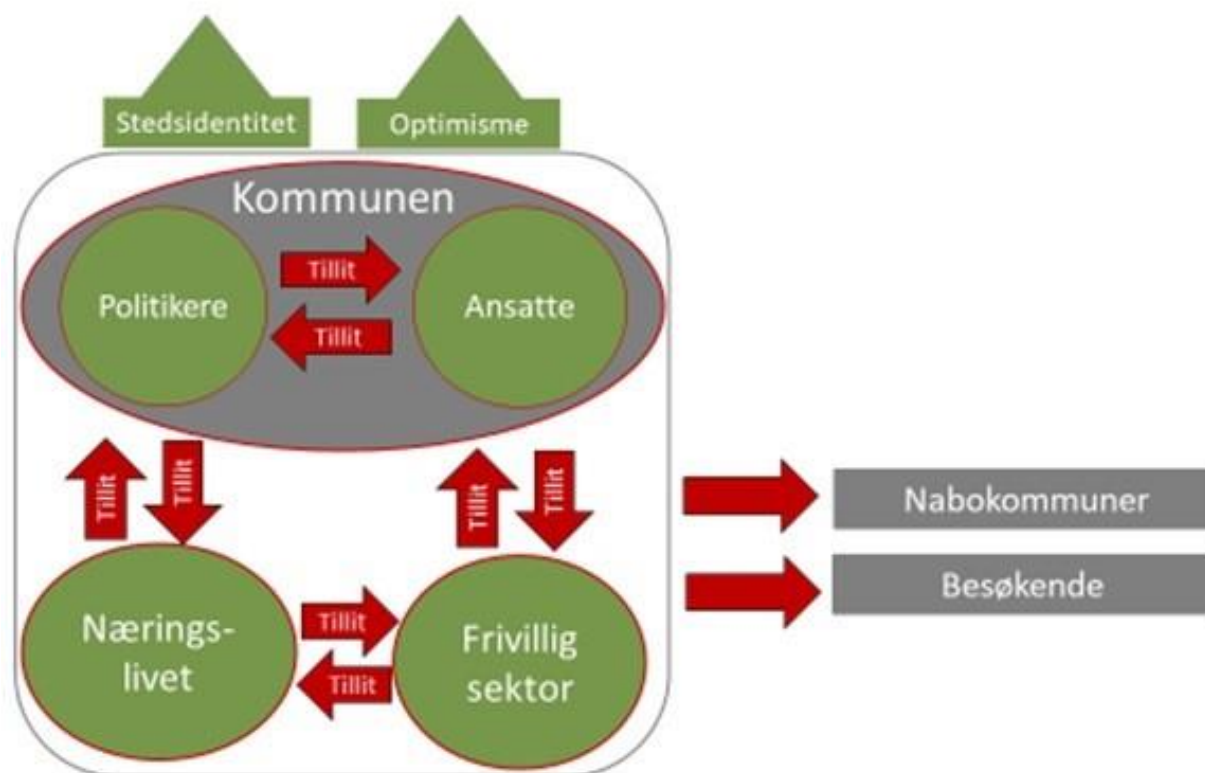 Stedsidentitet
Optimisme
Kommunen
Politikere
Tillit
Tillit
Ansatte
Tillit
Tillit
Tillit
Tillit
Nærings-
livet
Tillit
Tillit
Frivillig
sektor
Nabokommuner
Besøkende